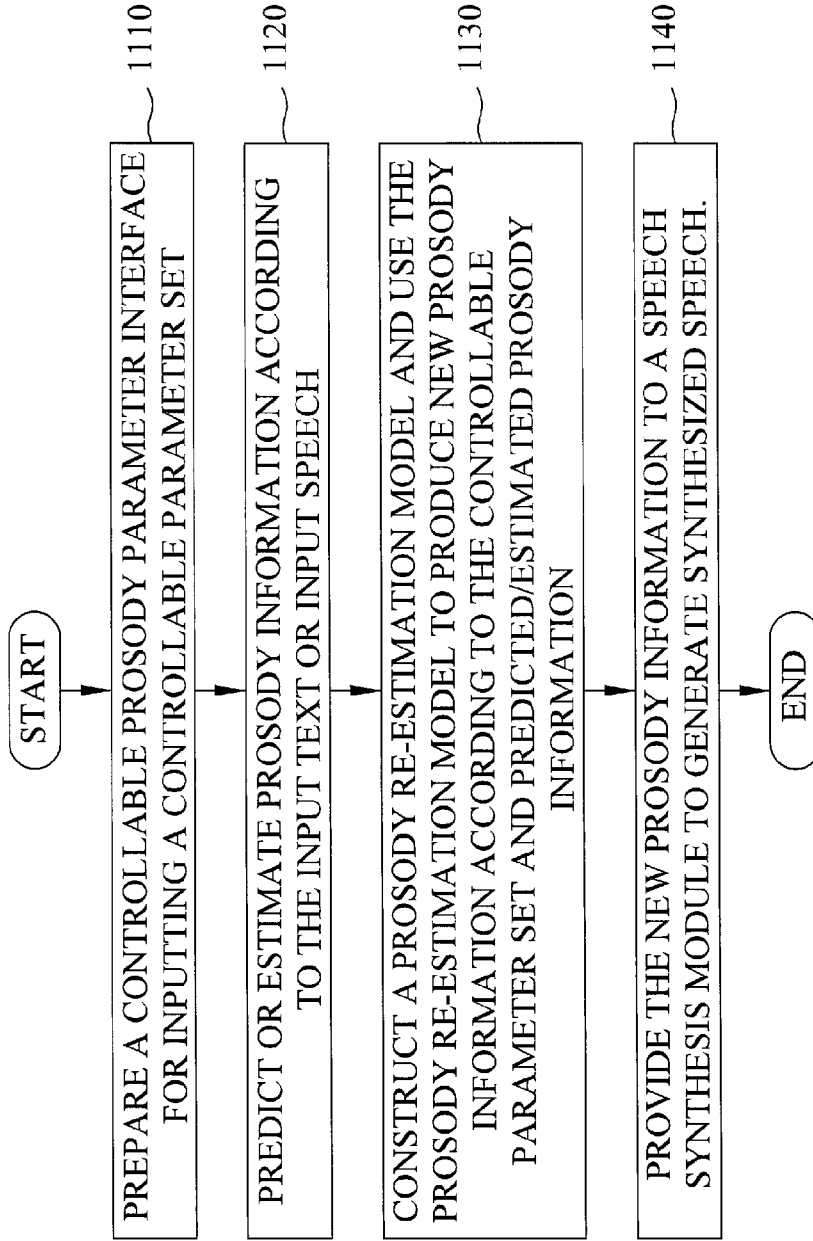 START
PREPARE A CONTROLLABLE PROSODY PARAMETER INTERFACE
FOR INPUTTING A CONTROLLABLE PARAMETER SET
1110
PREDICT OR ESTIMATE PROSODY INFORMATION ACCORDING
TO THE INPUT TEXT OR INPUT SPEECH
1120
CONSTRUCT A PROSODY RE-ESTIMATION MODEL AND USE THE
PROSODY RE-ESTIMATION MODEL TO PRODUCE NEW PROSODY
INFORMATION ACCORDING TO THE CONTROLLABLE
PARAMETER SET AND PREDICTED/ESTIMATED PROSODY
INFORMATION
1130
PROVIDE THE NEW PROSODY INFORMATION TO A SPEECH
SYNTHESIS MODULE TO GENERATE SYNTHESIZED SPEECH.
1140
END